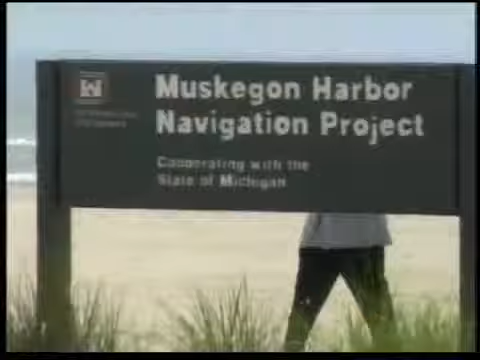 Muskegon Harbor
Navigation Project
Cooperating with the
State of Michigan